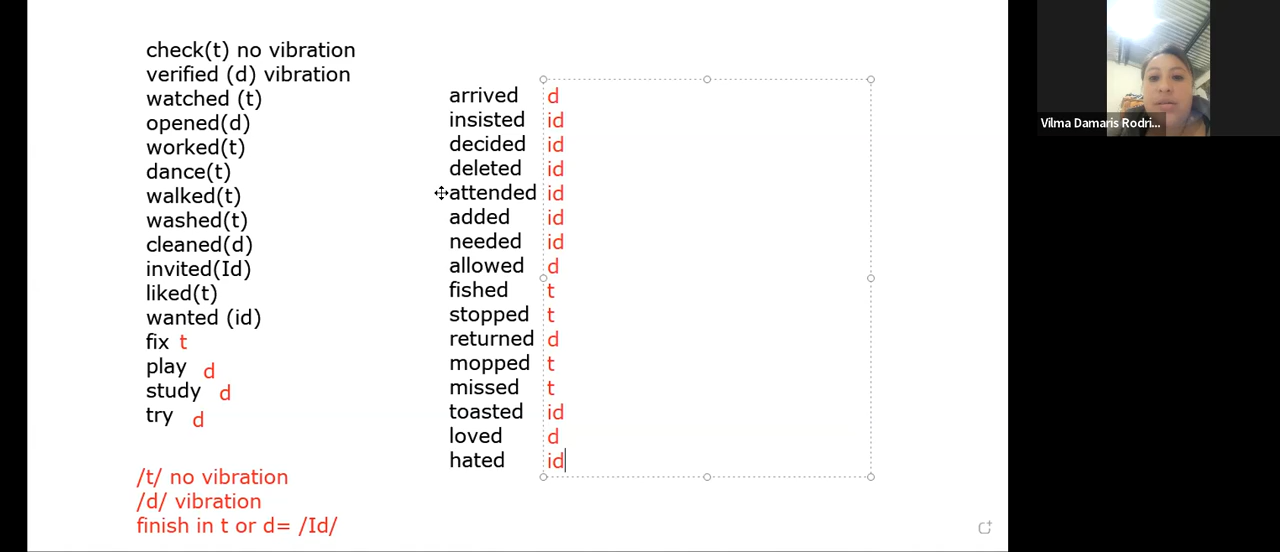 check(t) no vibration
verified (d) vibration
watched (t)
opened(d)
worked(t)
dance(t)
walked(t)
washed(t)
cleaned(d)
invited(Id)
liked(t)
wanted (id)
fix t
play d
study d
try d
/t/ no vibration
/d/ vibration
finish in t or d= /Id/
arrived d
insisted id
decided id
deleted id
attended id
added id
needed id
allowed d
fished t
stopped t
returned d
mopped t
missed t
toasted id
loved d
hated id
Vilma Damaris Rodri...